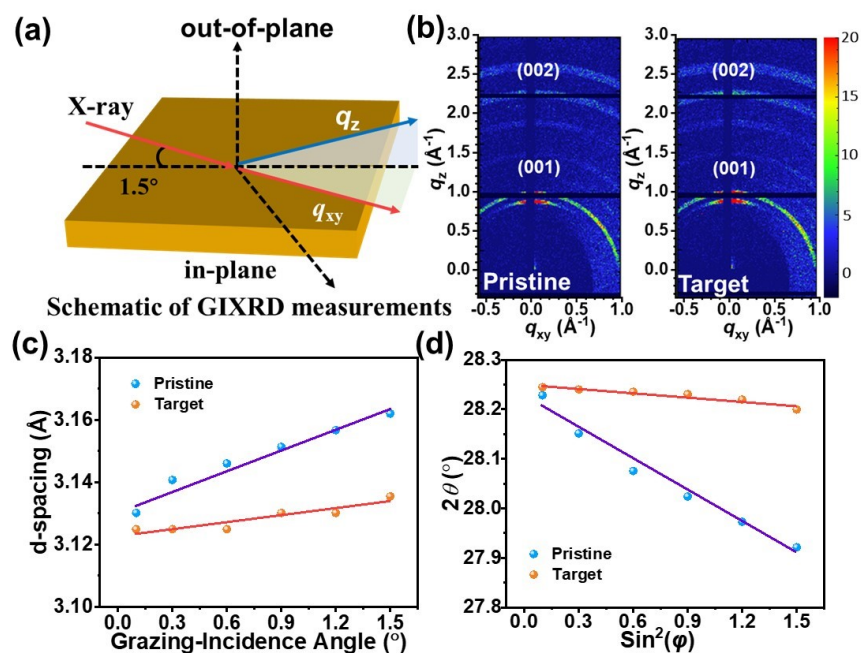 (a)
out-of-plane
X-ray
q_z
1.5°
q_xy
in-plane
Schematic of GIXRD measurements
(b)
3.0
2.5
2.0
1.5
1.0
0.5
0.0
q_z (Å⁻¹)
(002)
(001)
Pristine
-0.5 0.0 0.5 1.0
q_xy (Å⁻¹)
3.0
2.5
2.0
1.5
1.0
0.5
0.0
q_z (Å⁻¹)
(002)
(001)
Target
-0.5 0.0 0.5 1.0
q_xy (Å⁻¹)
20
15
10
5
0
(c)
3.18
3.16
3.14
3.12
3.10
d-spacing (Å)
Pristine
Target
0.0 0.3 0.6 0.9 1.2 1.5
Grazing-Incidence Angle (°)
(d)
28.3
28.2
28.1
28.0
27.9
27.8
2θ (°)
Pristine
Target
0.0 0.3 0.6 0.9 1.2 1.5
Sin²(φ)